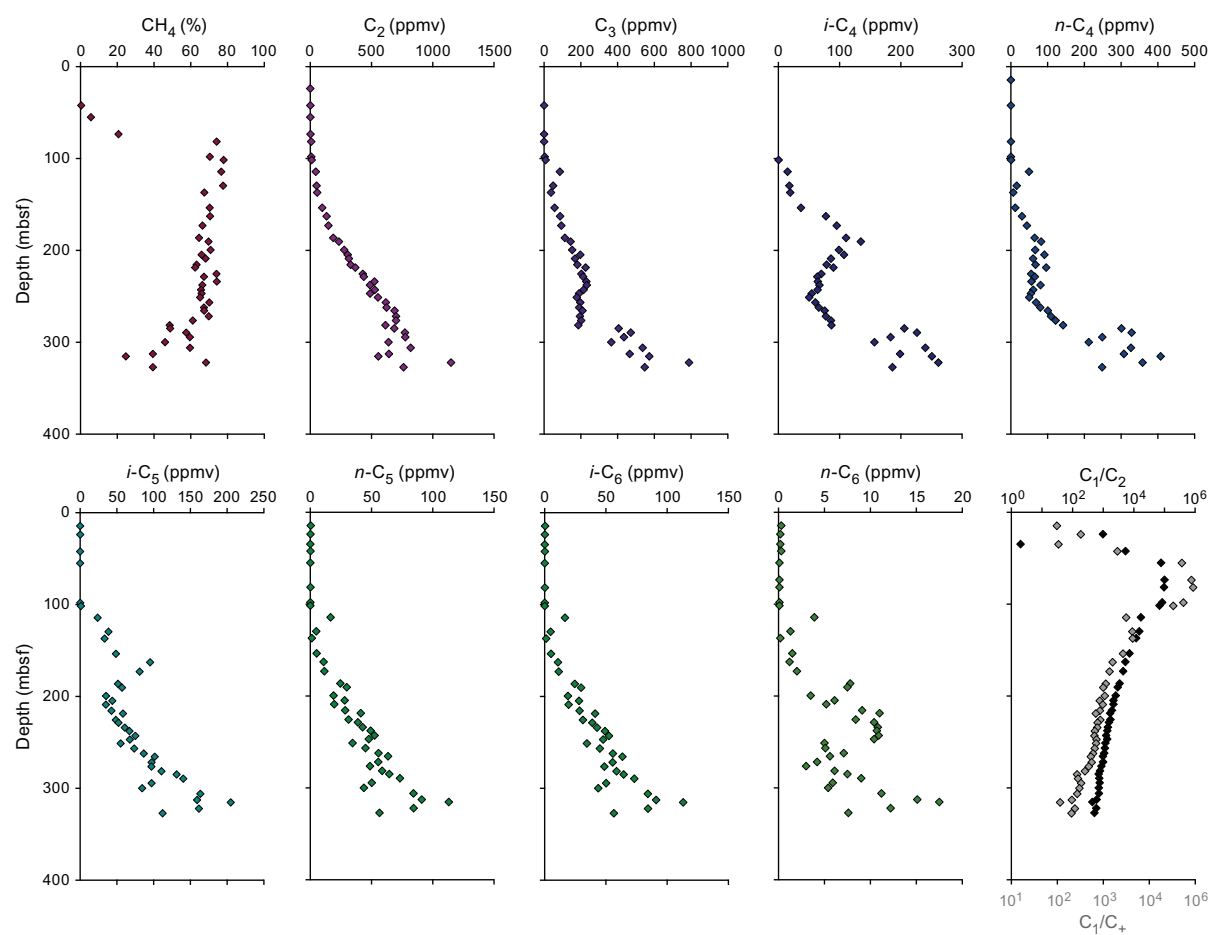 CH4 (%) C2 (ppmv) C3 (ppmv) i-C4 (ppmv) n-C4 (ppmv)
0 20 40 60 80 100 0 500 1000 1500 0 200 400 600 800 1000 0 100 200 300 0 100 200 300 400 500
0
100
200
300
400
Depth (mbsf)
i-C5 (ppmv) n-C5 (ppmv) i-C6 (ppmv) n-C6 (ppmv) C1/C2
0 50 100 150 200 250 0 50 100 150 0 50 100 150 0 5 10 15 20 10^0 10^2 10^4 10^6
0
100
200
300
400
Depth (mbsf)
10^1 10^2 10^3 10^4 10^5 10^6
C1/C+